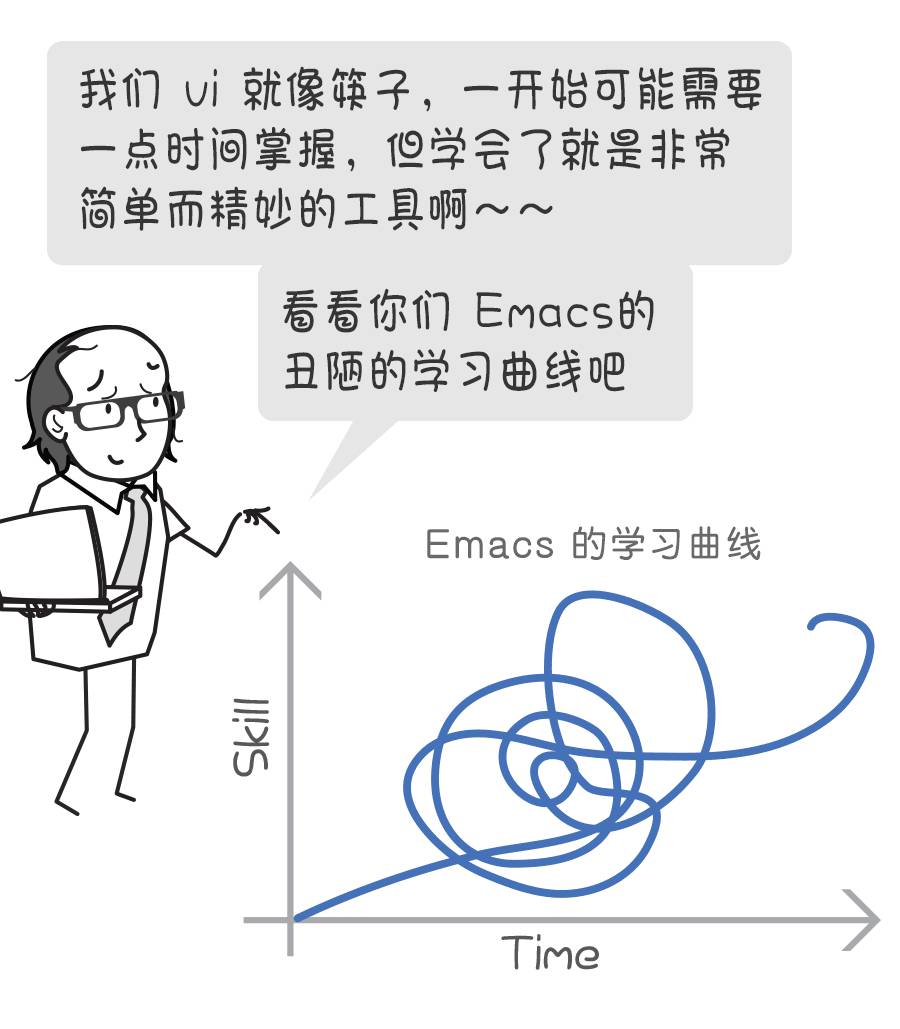 我们 vi 就像筷子，一开始可能需要
一点时间掌握，但学会了就是非常
简单而精妙的工具啊～～
看看你们 Emacs的
丑陋的学习曲线吧
Emacs 的学习曲线
Skill
Time